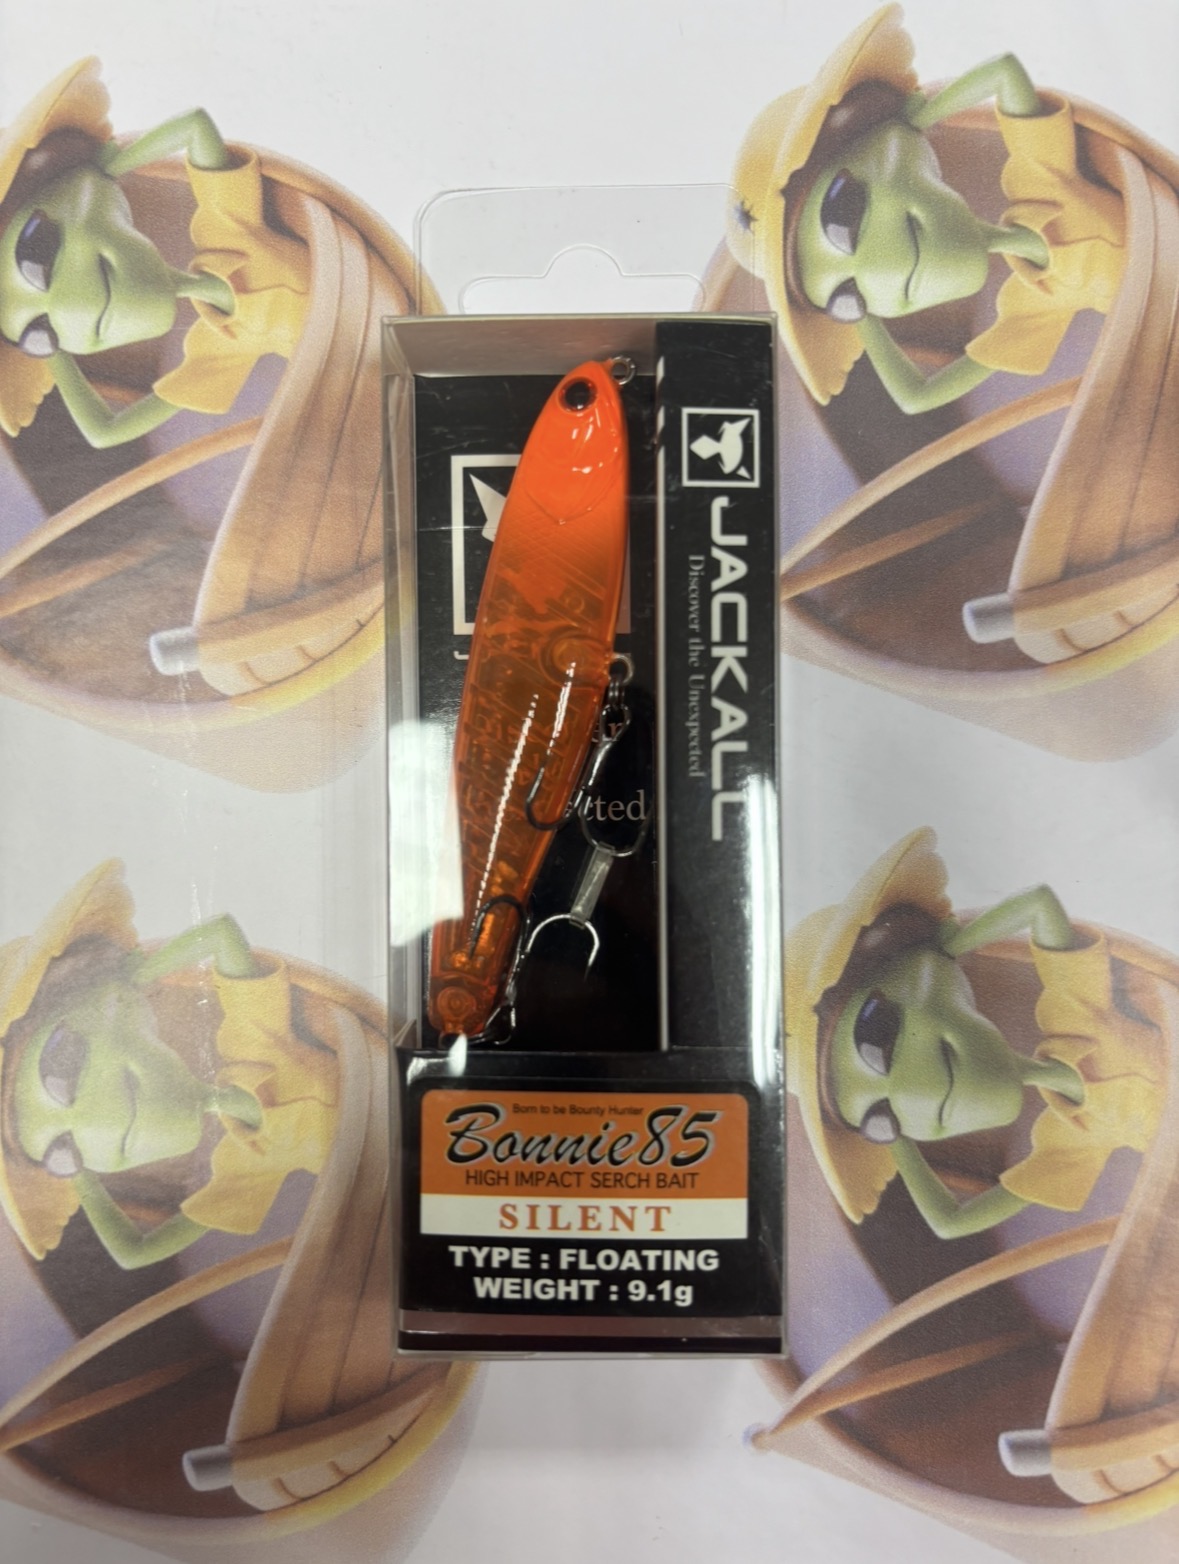 JACKALL
Discover the Unexpected
cted
Born to be Bounty Hunter
Bonnie85
HIGH IMPACT SERCH BAIT
SILENT
TYPE : FLOATING
WEIGHT : 9.1g